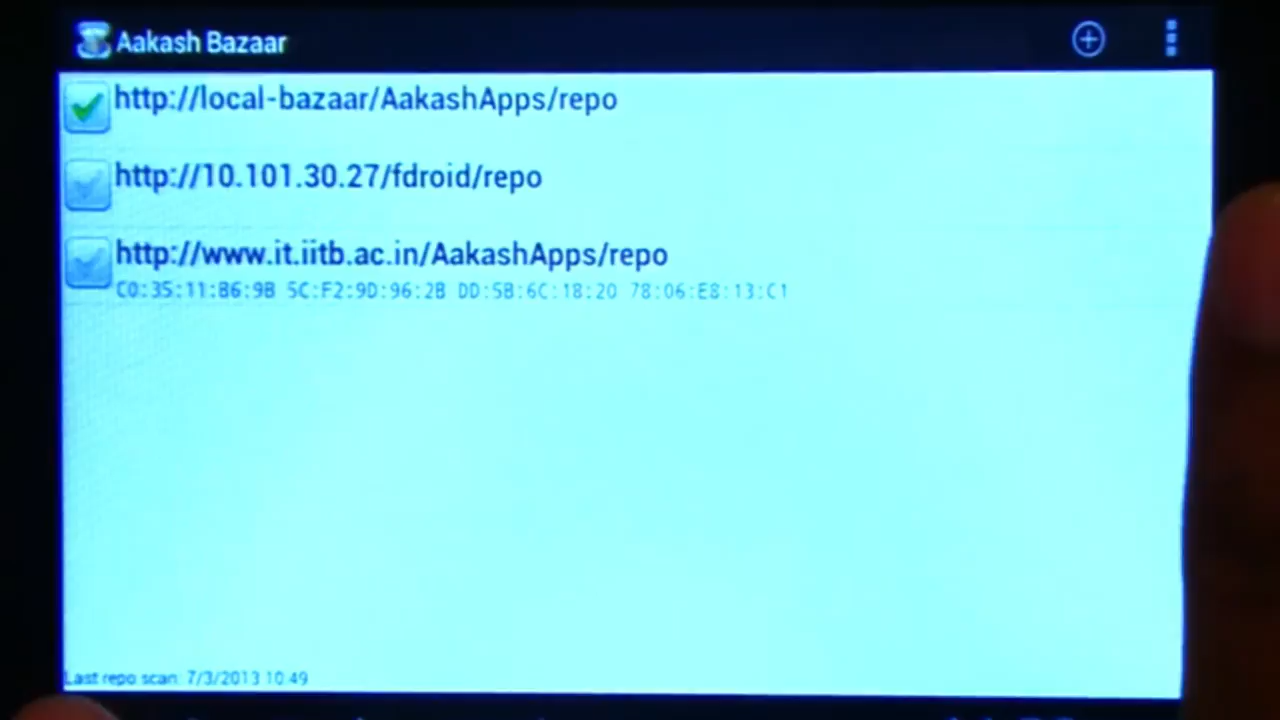 Aakash Bazaar
http://local-bazaar/AakashApps/repo
http://10.101.30.27/fdroid/repo
http://www.it.iitb.ac.in/AakashApps/repo
C0:35:11:B6:9B 5C:F2:9D:96:2B DD:5B:6C:18:20 78:06:E8:13:C1
Last repo scan: 7/3/2013 10:49